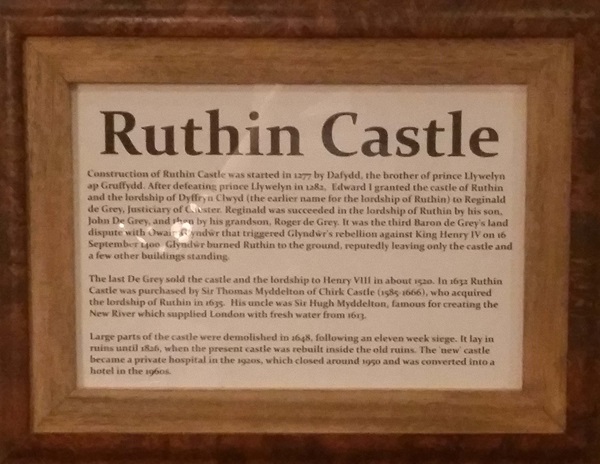 Ruthin Castle
Construction of Ruthin Castle was started in 1277 by Dafydd, the brother of prince Llywelyn
ap Gruffydd. After defeating prince Llywelyn in 1282, Edward I granted the castle of Ruthin
and the lordship of Dyffryn Clwyd (the earlier name for the lordship of Ruthin) to Reginald
de Grey, Justiciary of Chester. Reginald was succeeded in the lordship of Ruthin by his son,
John De Grey, and then by his grandson, Roger de Grey. It was the third Baron de Grey's land
dispute with Owain Glyndŵr that triggered Glyndŵr's rebellion against King Henry IV on 16
September 1400. Glyndŵr burned Ruthin to the ground, reputedly leaving only the castle and
a few other buildings standing.
The last De Grey sold the castle and the lordship to Henry VIII in about 1520. In 1632 Ruthin
Castle was purchased by Sir Thomas Myddelton of Chirk Castle (1585-1666), who acquired
the lordship of Ruthin in 1635. His uncle was Sir Hugh Myddelton, famous for creating the
New River which supplied London with fresh water from 1613.
Large parts of the castle were demolished in 1648, following an eleven week siege. It lay in
ruins until 1826, when the present castle was rebuilt inside the old ruins. The 'new' castle
became a private hospital in the 1920s, which closed around 1950 and was converted into a
hotel in the 1960s.